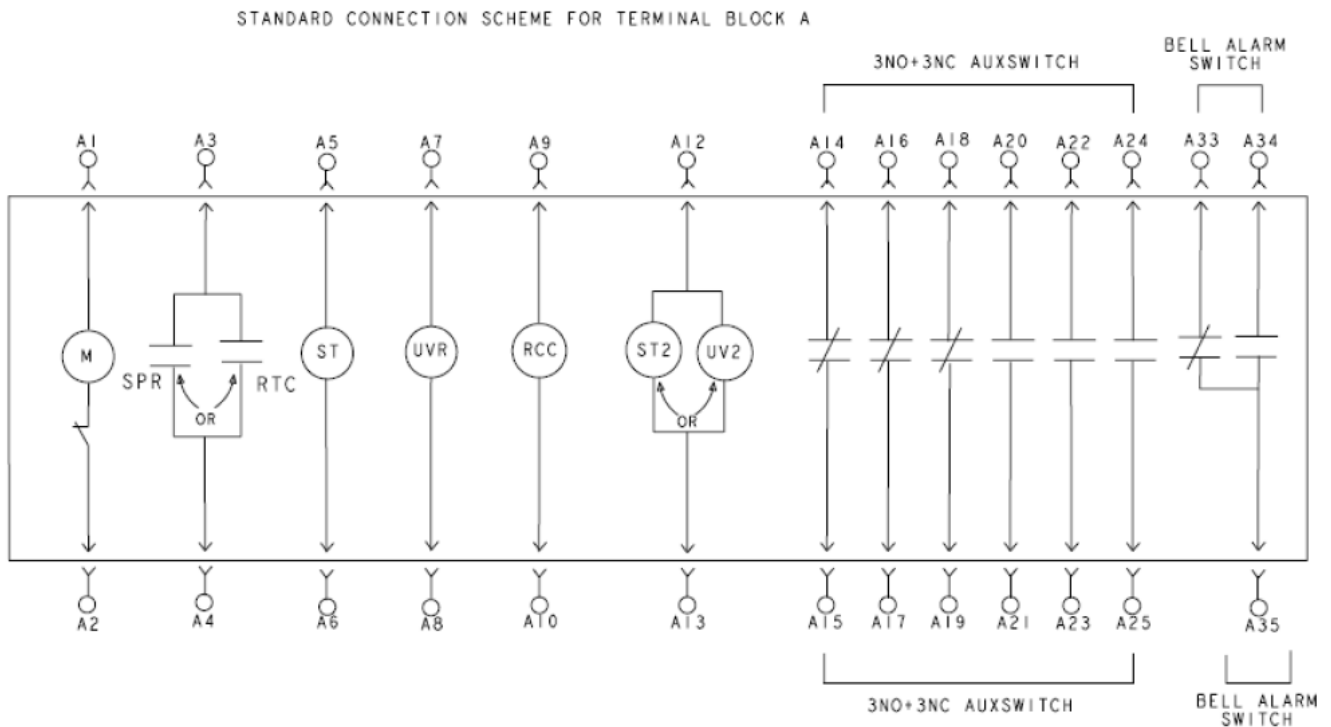 STANDARD CONNECTION SCHEME FOR TERMINAL BLOCK A
3NO+3NC AUXSWITCH
BELL ALARM
SWITCH
A1 A3 A5 A7 A9 A12 A14 A16 A18 A20 A22 A24 A33 A34
M
SPR
RTC
OR
ST
UVR
RCC
ST2
UV2
OR
A2 A4 A6 A8 A10 A13 A15 A17 A19 A21 A23 A25 A35
3NO+3NC AUXSWITCH
BELL ALARM
SWITCH